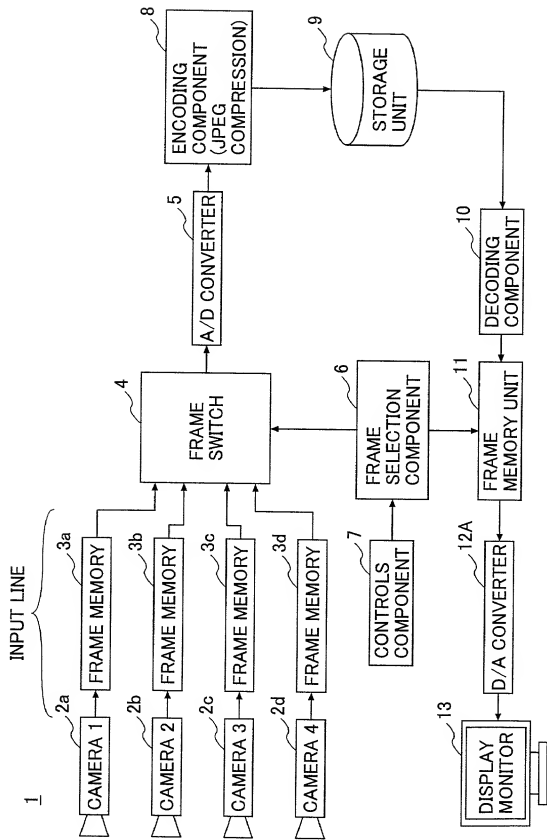 1
INPUT LINE
2a
CAMERA 1
3a
FRAME MEMORY
2b
CAMERA 2
3b
FRAME MEMORY
2c
CAMERA 3
3c
FRAME MEMORY
2d
CAMERA 4
3d
FRAME MEMORY
4
FRAME
SWITCH
5
A/D CONVERTER
8
ENCODING
COMPONENT
(JPEG
COMPRESSION)
9
STORAGE
UNIT
7
CONTROLS
COMPONENT
6
FRAME
SELECTION
COMPONENT
10
DECODING
COMPONENT
11
FRAME
MEMORY UNIT
12A
D/A CONVERTER
13
DISPLAY
MONITOR